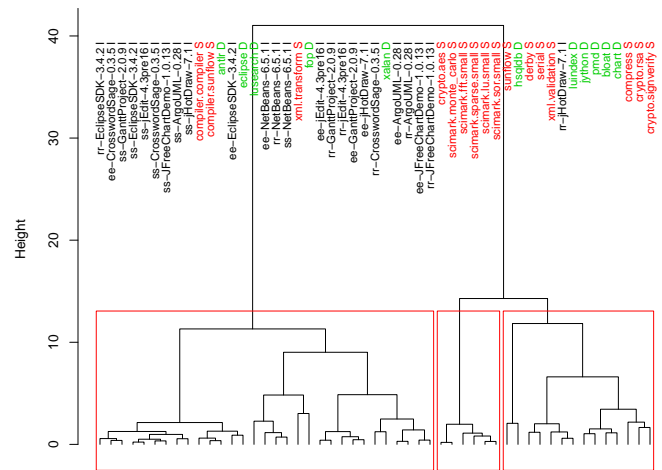 Height
0
10
20
30
40
rr−EclipseSDK−3.4.2 I
ee−CrosswordSage−0.3.5 I
ss−GanttProject−2.0.9 I
ss−EclipseSDK−3.4.2 I
ss−jEdit−4.3pre16 I
ss−CrosswordSage−0.3.5 I
ss−JFreeChartDemo−1.0.13 I
ss−ArgoUML−0.28 I
ss−jHotDraw−7.1 I
compiler.compiler S
compiler.sunflow S
antlr D
ee−EclipseSDK−3.4.2 I
eclipse D
lusearch D
ee−NetBeans−6.5.1 I
rr−NetBeans−6.5.1 I
ss−NetBeans−6.5.1 I
xml.transform S
fop D
ee−jEdit−4.3pre16 I
rr−GanttProject−2.0.9 I
rr−jEdit−4.3pre16 I
ee−GanttProject−2.0.9 I
ee−jHotDraw−7.1 I
rr−CrosswordSage−0.3.5 I
xalan D
ee−ArgoUML−0.28 I
rr−ArgoUML−0.28 I
ee−JFreeChartDemo−1.0.13 I
rr−JFreeChartDemo−1.0.13 I
crypto.aes S
scimark.monte_carlo S
scimark.fft.small S
scimark.sparse.small S
scimark.lu.small S
scimark.sor.small S
sunflow S
hsqldb D
derby S
serial S
xml.validation S
rr−jHotDraw−7.1 I
luindex D
jython D
pmd D
bloat D
chart D
compress S
crypto.rsa S
crypto.signverify S